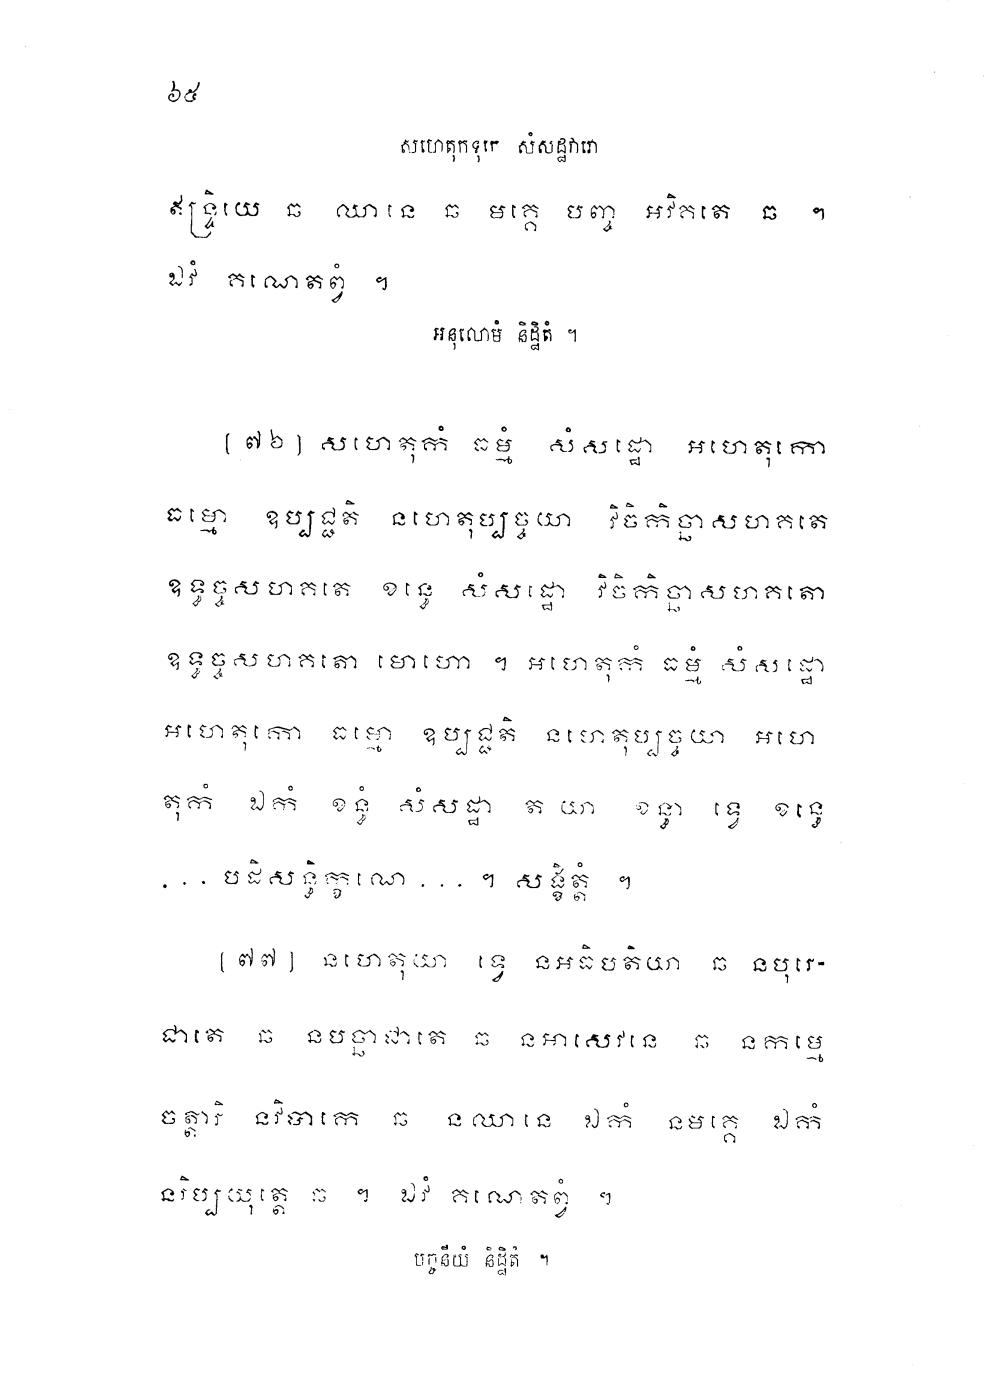 ៦៥
សហេតុកទុកេ សំសដ្ឋវារោ
ឥន្ទ្រិយេ ឆ ឈានេ ឆ មគ្គេ បញ្ច អវិគតេ ឆ ។
ឯវំ គណេតព្វំ ។
អនុលោមំ និដ្ឋិតំ ។
[៧៦] សហេតុកំ ធម្មំ សំសដ្ឋោ អហេតុកោ
ធម្មោ ឧប្បជ្ជតិ នហេតុប្បច្ចយា វិចិកិច្ឆាសហគតេ
ឧទ្ធច្ចសហគតេ ខន្ធេ សំសដ្ឋោ វិចិកិច្ឆាសហគតោ
ឧទ្ធច្ចសហគតោ មោហោ ។ អហេតុកំ ធម្មំ សំសដ្ឋោ
អហេតុកោ ធម្មោ ឧប្បជ្ជតិ នហេតុប្បច្ចយា អហេ
តុកំ ឯកំ ខន្ធំ សំសដ្ឋា តយោ ខន្ធា ទ្វេ ខន្ធេ
... បដិសន្ធិក្ខណេ ... ។ សង្ខិត្តំ ។
[៧៧] នហេតុយា ទ្វេ នអធិបតិយា ឆ នបុរេ-
ជាតេ ឆ នបច្ឆាជាតេ ឆ នអាសេវនេ ឆ នកម្មេ
ចត្តារិ នវិបាកេ ឆ នឈានេ ឯកំ នមគ្គេ ឯកំ
នវិប្បយុត្តេ ឆ ។ ឯវំ គណេតព្វំ ។
បច្ចនីយំ និដ្ឋិតំ ។